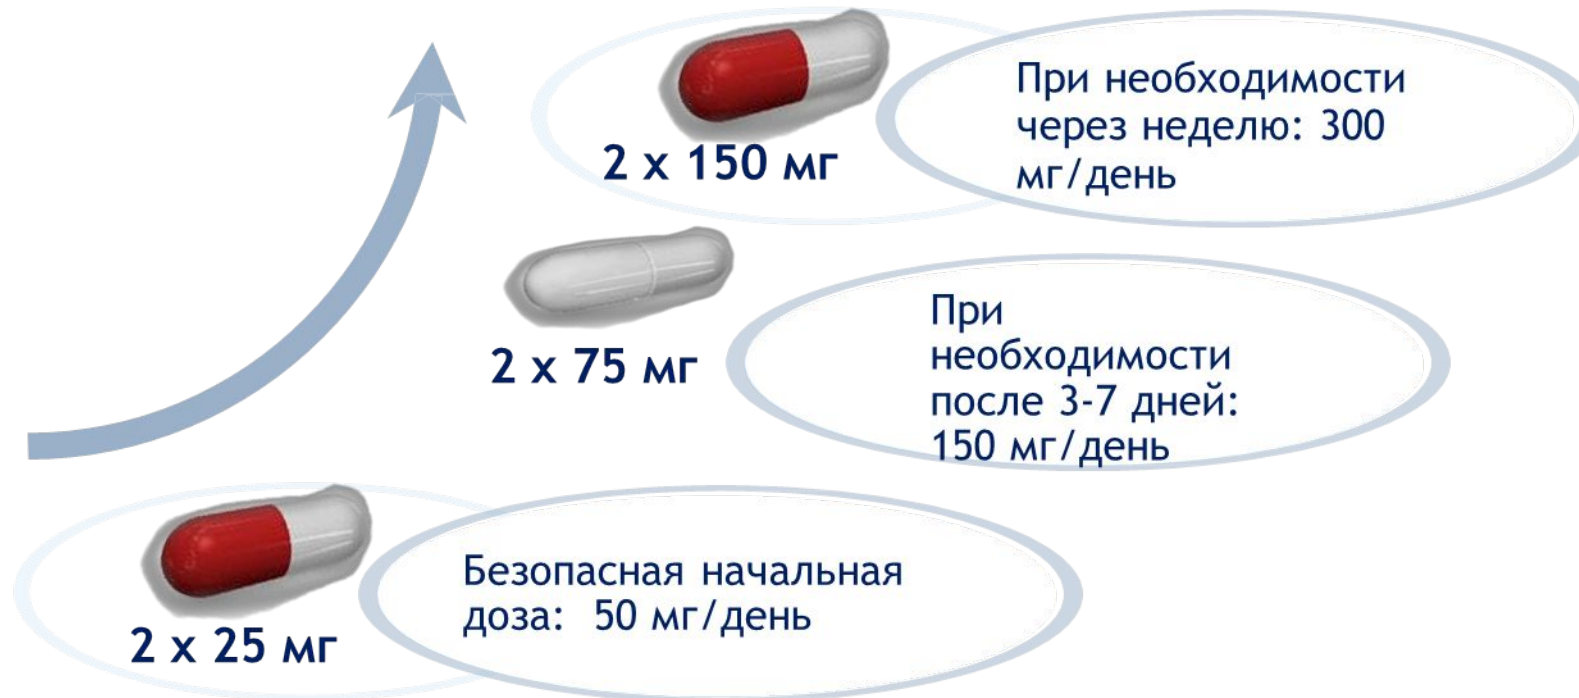 2 x 150 мг
При необходимости
через неделю: 300
мг/день
2 x 75 мг
При
необходимости
после 3-7 дней:
150 мг/день
2 x 25 мг
Безопасная начальная
доза: 50 мг/день